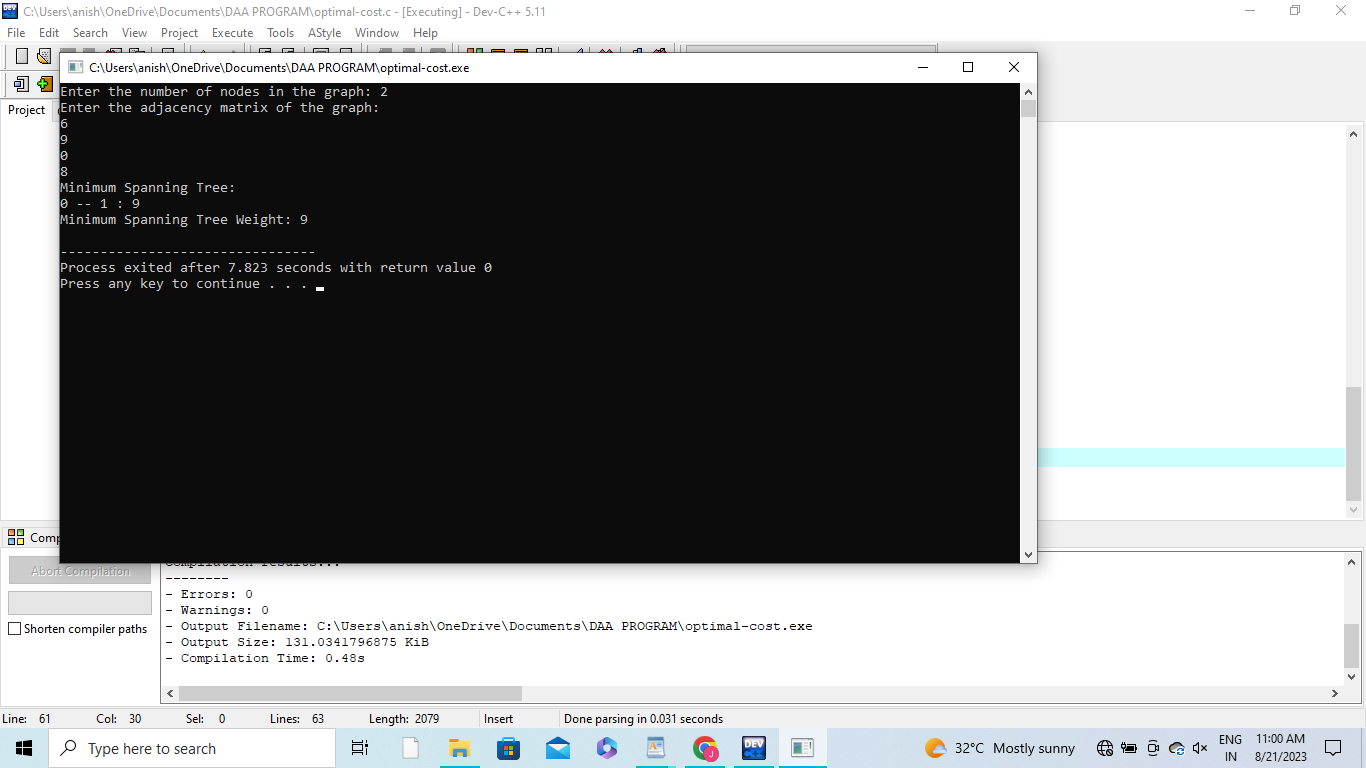 C:\Users\anish\OneDrive\Documents\DAA PROGRAM\optimal-cost.c - [Executing] - Dev-C++ 5.11
File Edit Search View Project Execute Tools AStyle Window Help
C:\Users\anish\OneDrive\Documents\DAA PROGRAM\optimal-cost.exe
Project
Enter the number of nodes in the graph: 2
Enter the adjacency matrix of the graph:
6
9
0
8
Minimum Spanning Tree:
0 -- 1 : 9
Minimum Spanning Tree Weight: 9
--------------------------------
Process exited after 7.823 seconds with return value 0
Press any key to continue . . .
Abort Compilation
Shorten compiler paths
Compilation results...
--------
- Errors: 0
- Warnings: 0
- Output Filename: C:\Users\anish\OneDrive\Documents\DAA PROGRAM\optimal-cost.exe
- Output Size: 131.0341796875 KiB
- Compilation Time: 0.48s
Line: 61 Col: 30 Sel: 0 Lines: 63 Length: 2079 Insert Done parsing in 0.031 seconds
Type here to search
DEV
32°C Mostly sunny
ENG
IN
11:00 AM
8/21/2023